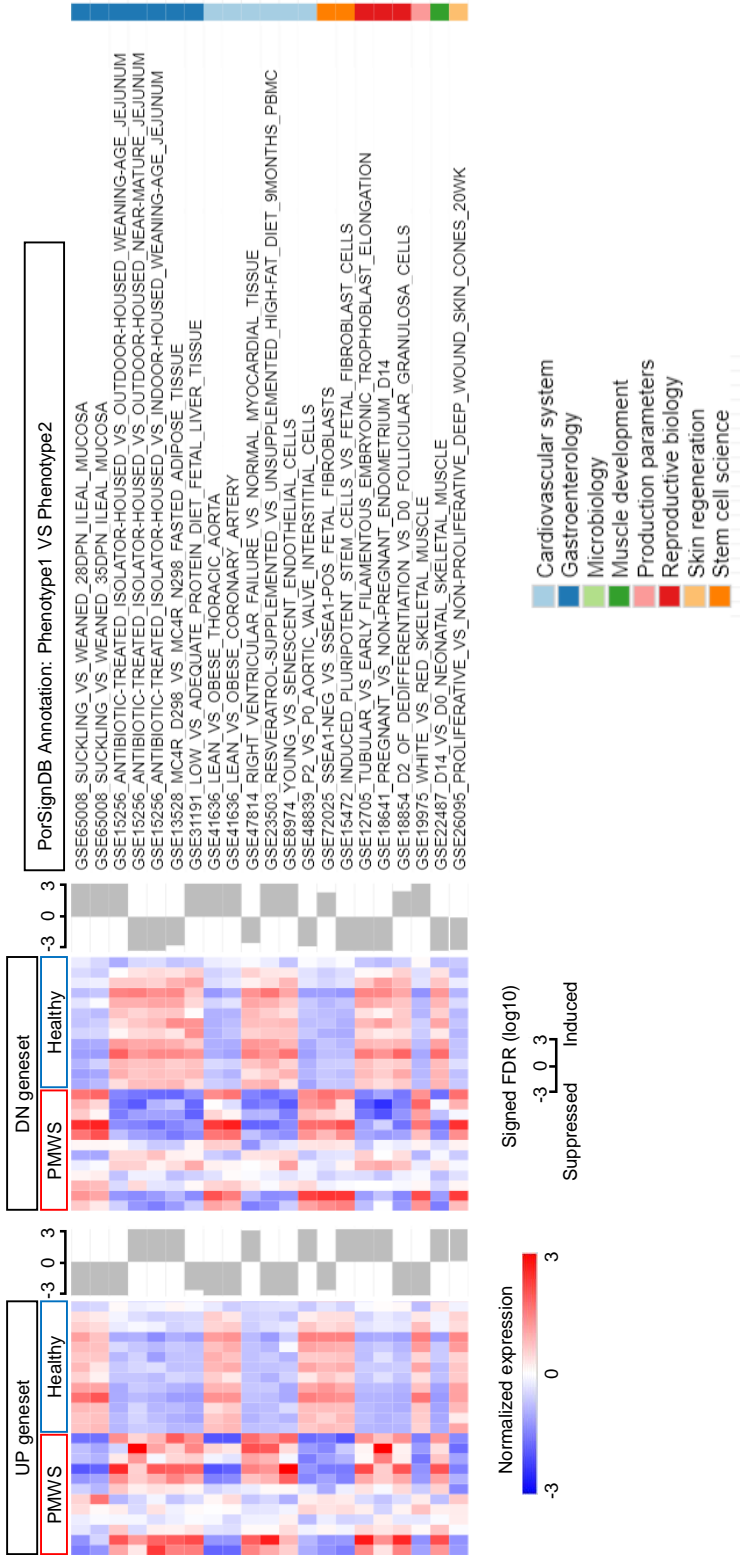 UP geneset
DN geneset
PMWS
Healthy
PMWS
Healthy
PorSignDB Annotation: Phenotype1 VS Phenotype2
-3 0 3
-3 0 3
GSE65008_SUCKLING_VS_WEANED_28DPN_ILEAL_MUCOSA
GSE65008_SUCKLING_VS_WEANED_35DPN_ILEAL_MUCOSA
GSE15256_ANTIBIOTIC-TREATED_ISOLATOR-HOUSED_VS_OUTDOOR-HOUSED_WEANING-AGE_JEJUNUM
GSE15256_ANTIBIOTIC-TREATED_ISOLATOR-HOUSED_VS_OUTDOOR-HOUSED_NEAR-MATURE_JEJUNUM
GSE15256_ANTIBIOTIC-TREATED_ISOLATOR-HOUSED_VS_INDOOR-HOUSED_WEANING-AGE_JEJUNUM
GSE13528_MC4R_D298_VS_MC4R_N298_FASTED_ADIPOSE_TISSUE
GSE31191_LOW_VS_ADEQUATE_PROTEIN_DIET_FETAL_LIVER_TISSUE
GSE41636_LEAN_VS_OBESE_THORACIC_AORTA
GSE41636_LEAN_VS_OBESE_CORONARY_ARTERY
GSE47814_RIGHT_VENTRICULAR_FAILURE_VS_NORMAL_MYOCARDIAL_TISSUE
GSE23503_RESVERATROL-SUPPLEMENTED_VS_UNSUPPLEMENTED_HIGH-FAT_DIET_9MONTHS_PBMC
GSE8974_YOUNG_VS_SENESCENT_ENDOTHELIAL_CELLS
GSE48839_P2_VS_P0_AORTIC_VALVE_INTERSTITIAL_CELLS
GSE72025_SSEA1-NEG_VS_SSEA1-POS_FETAL_FIBROBLASTS
GSE15472_INDUCED_PLURIPOTENT_STEM_CELLS_VS_FETAL_FIBROBLAST_CELLS
GSE12705_TUBULAR_VS_EARLY_FILAMENTOUS_EMBRYONIC_TROPHOBLAST_ELONGATION
GSE18641_PREGNANT_VS_NON-PREGNANT_ENDOMETRIUM_D14
GSE18854_D2_OF_DEDIFFERENTIATION_VS_D0_FOLLICULAR_GRANULOSA_CELLS
GSE19975_WHITE_VS_RED_SKELETAL_MUSCLE
GSE22487_D14_VS_D0_NEONATAL_SKELETAL_MUSCLE
GSE26095_PROLIFERATIVE_VS_NON-PROLIFERATIVE_DEEP_WOUND_SKIN_CONES_20WK
Normalized expression
-3 0 3
Signed FDR (log10)
-3 0 3
Suppressed Induced
Cardiovascular system
Gastroenterology
Microbiology
Muscle development
Production parameters
Reproductive biology
Skin regeneration
Stem cell science